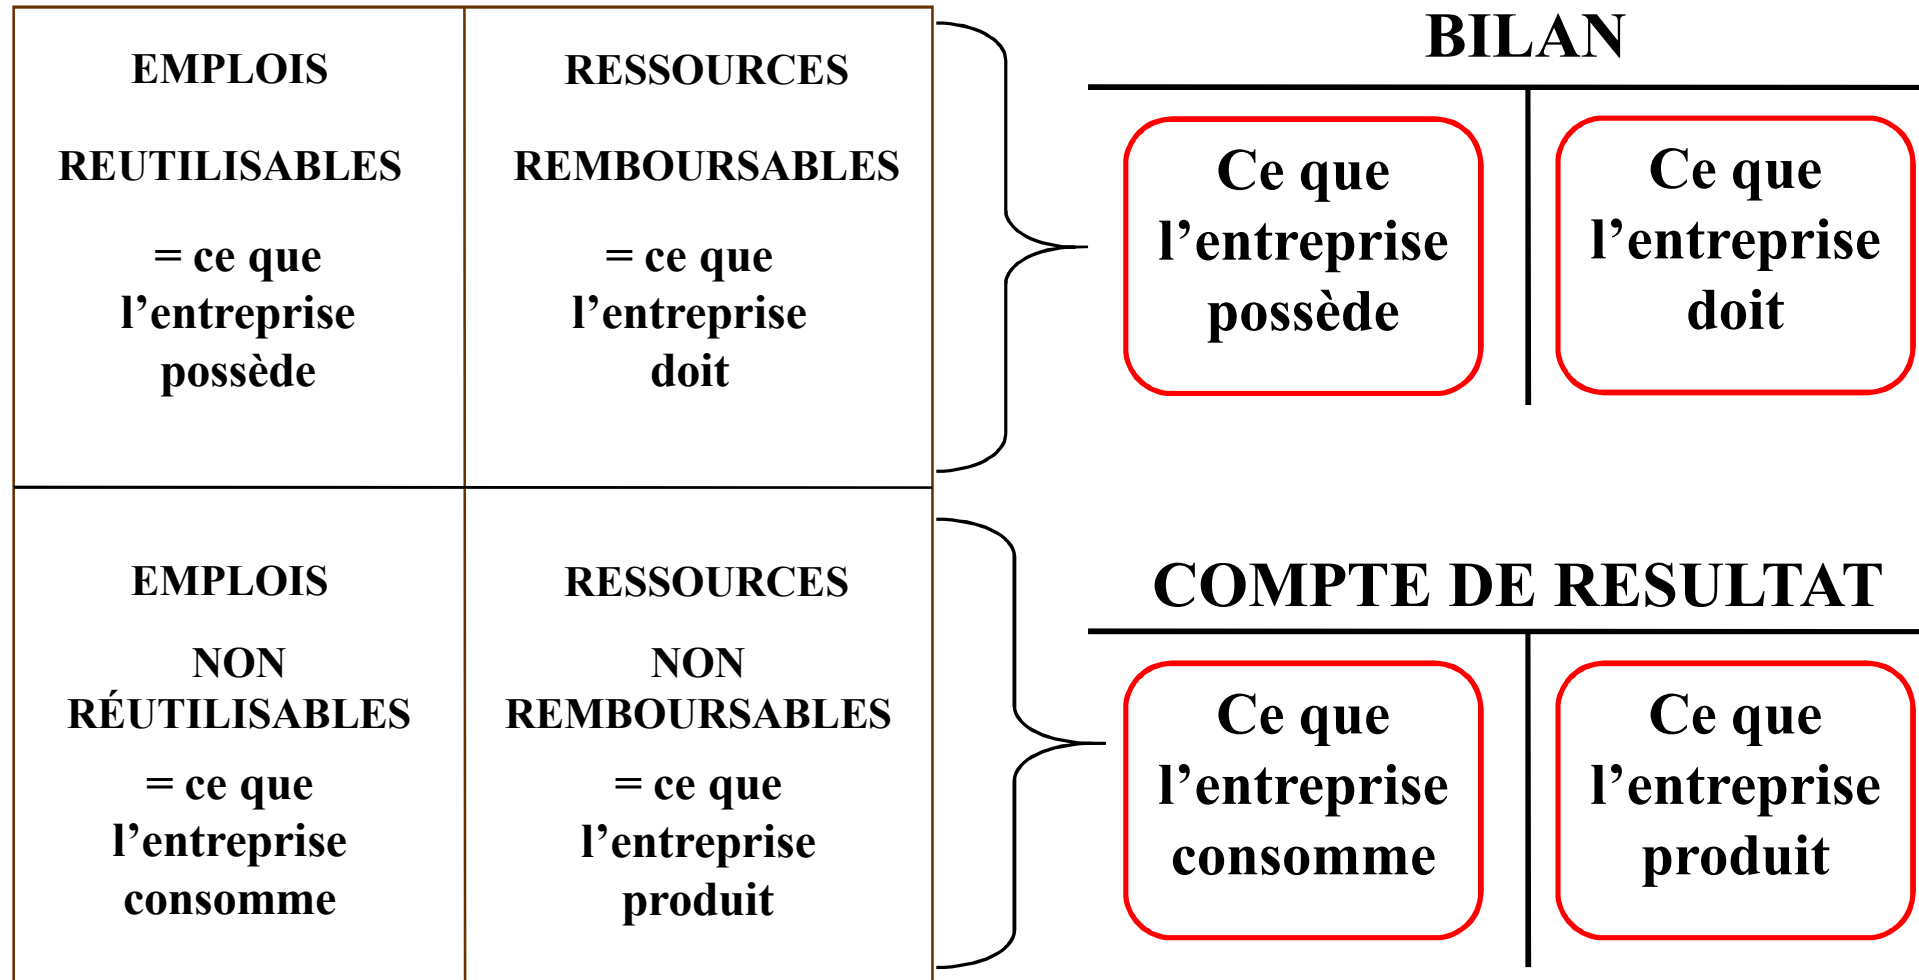 EMPLOIS
REUTILISABLES
= ce que
l’entreprise
possède
RESSOURCES
REMBOURSABLES
= ce que
l’entreprise
doit
BILAN
Ce que
l’entreprise
possède
Ce que
l’entreprise
doit
EMPLOIS
NON
RÉUTILISABLES
= ce que
l’entreprise
consomme
RESSOURCES
NON
REMBOURSABLES
= ce que
l’entreprise
produit
COMPTE DE RESULTAT
Ce que
l’entreprise
consomme
Ce que
l’entreprise
produit